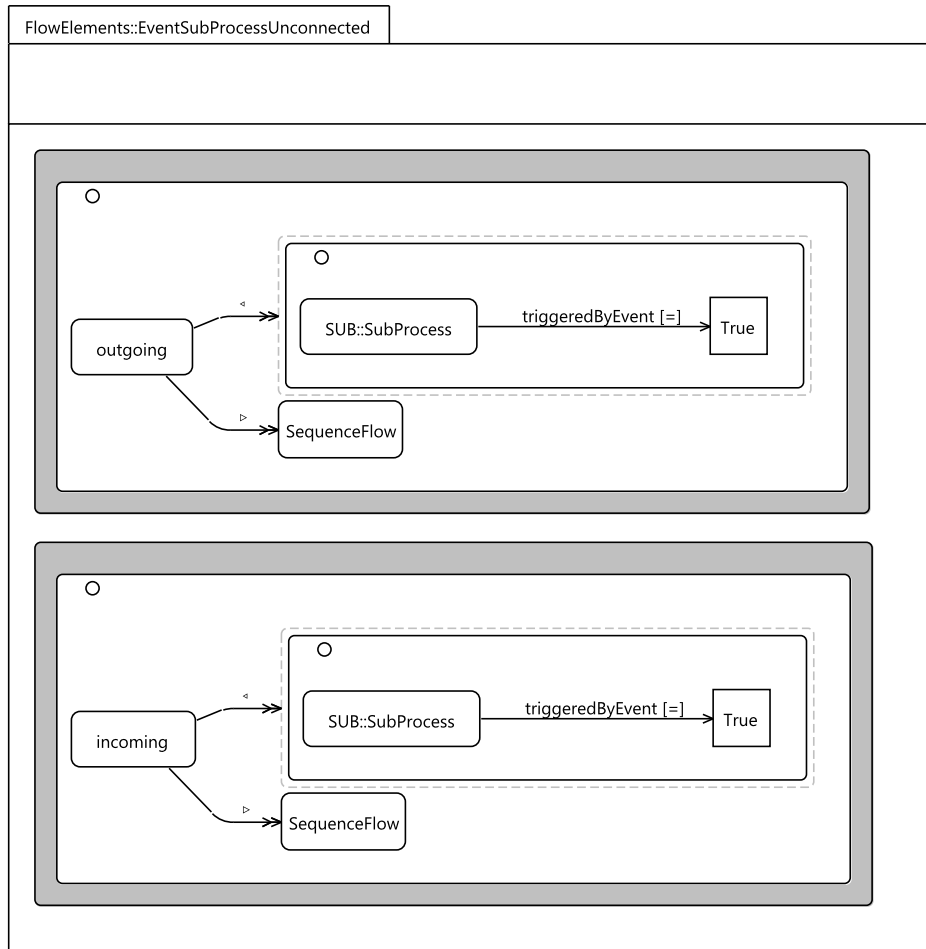 FlowElements::EventSubProcessUnconnected
triggeredByEvent [=]
SUB::SubProcess
True
outgoing
SequenceFlow
triggeredByEvent [=]
SUB::SubProcess
True
incoming
SequenceFlow